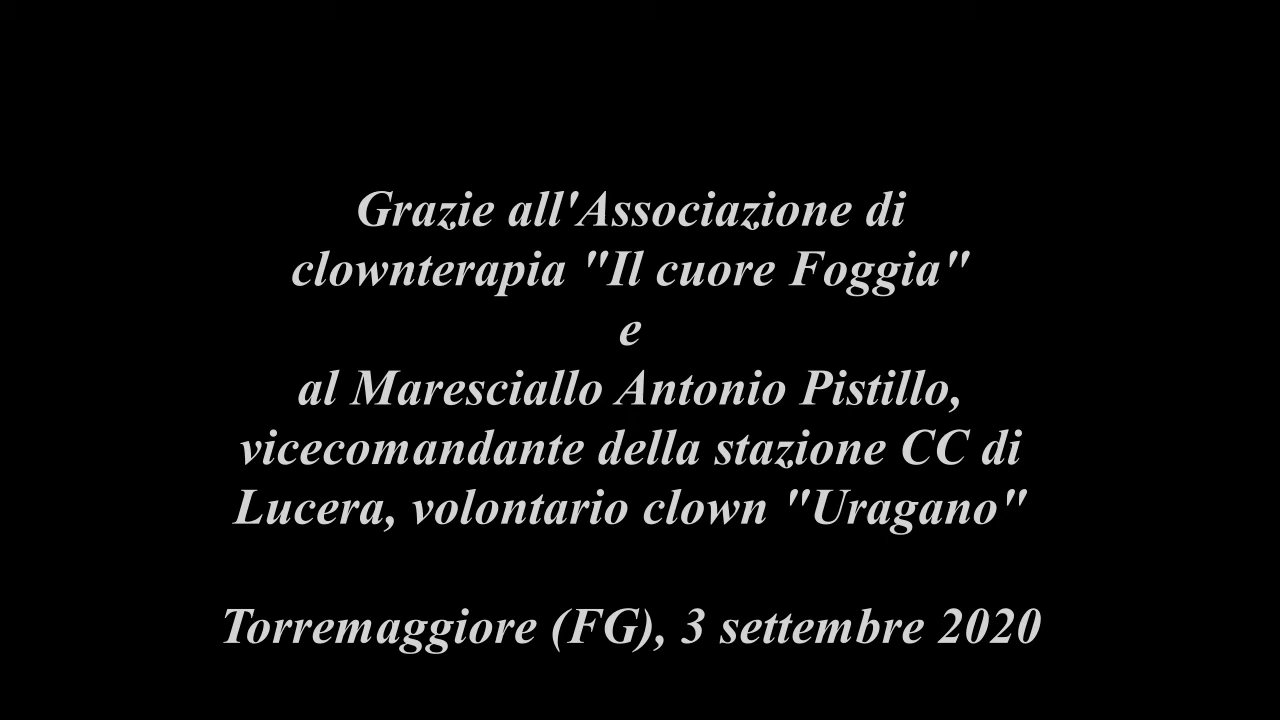 Grazie all'Associazione di
clownterapia "Il cuore Foggia"
e
al Maresciallo Antonio Pistillo,
vicecomandante della stazione CC di
Lucera, volontario clown "Uragano"
Torremaggiore (FG), 3 settembre 2020